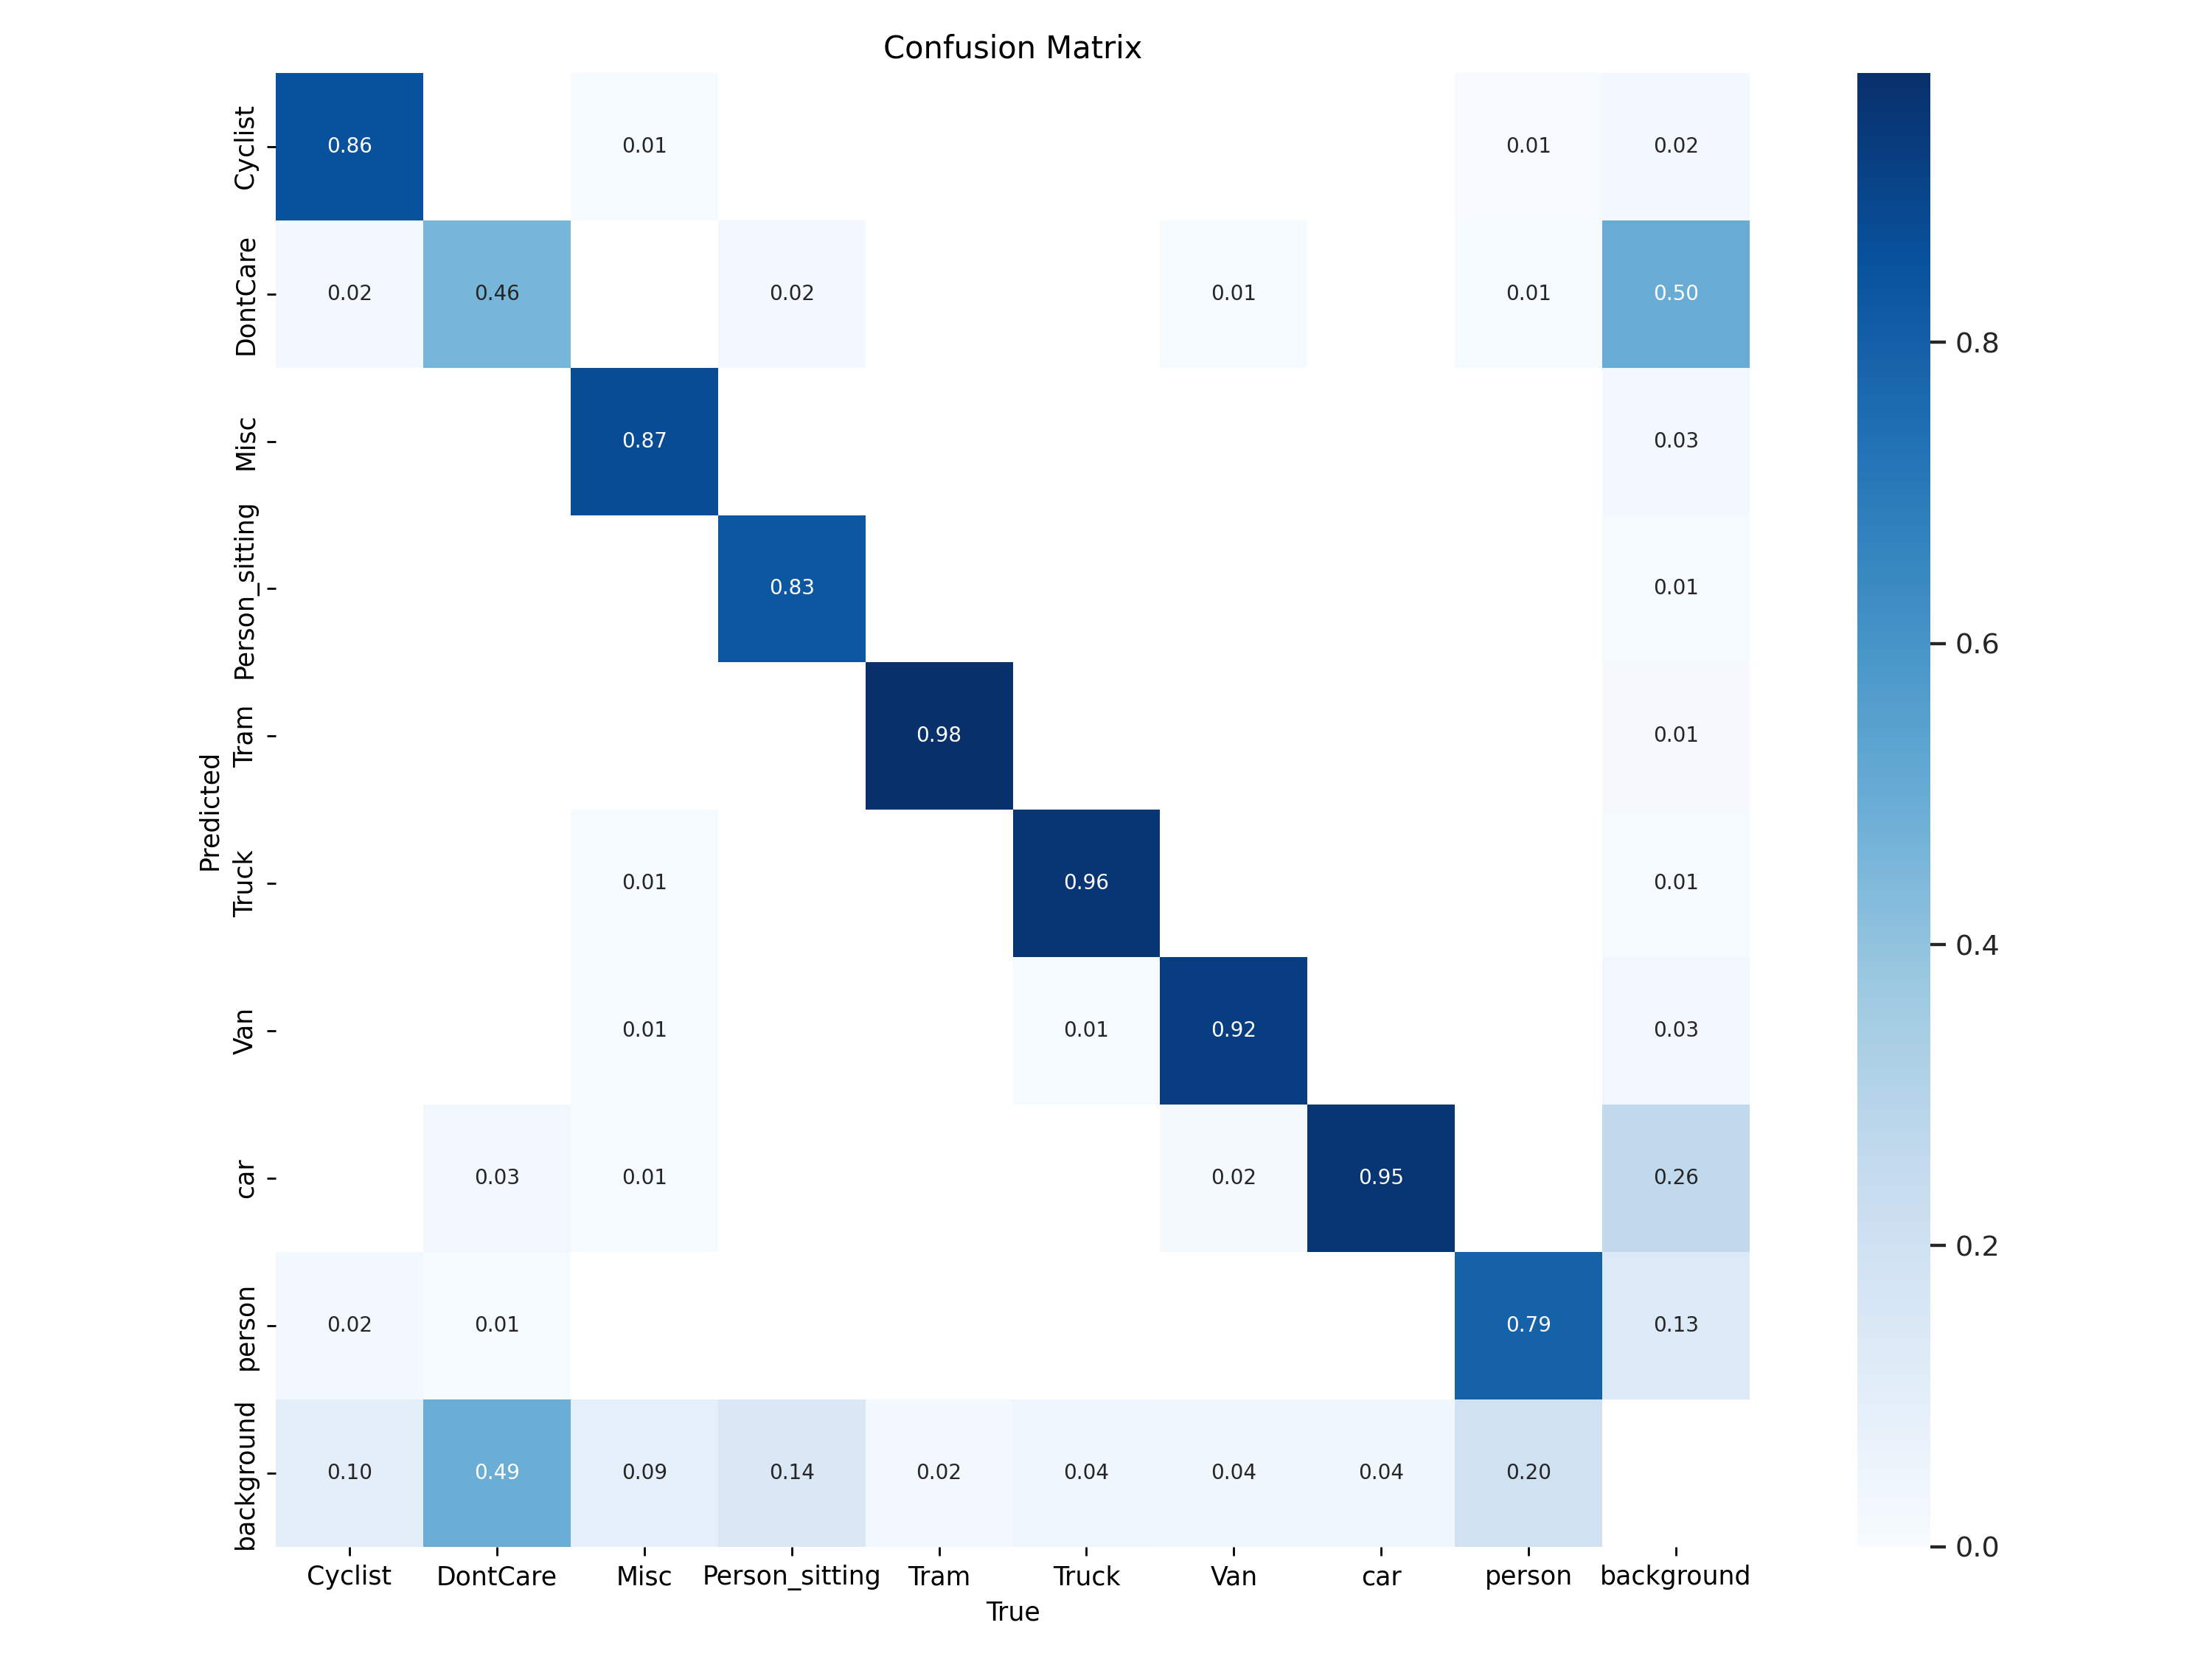 Confusion Matrix
Predicted
Cyclist 0.86 0.01 0.01 0.02
DontCare 0.02 0.46 0.02 0.01 0.01 0.50
Misc 0.87 0.03
Person_sitting 0.83 0.01
Tram 0.98 0.01
Truck 0.01 0.96 0.01
Van 0.01 0.01 0.92 0.03
car 0.03 0.01 0.02 0.95 0.26
person 0.02 0.01 0.79 0.13
background 0.10 0.49 0.09 0.14 0.02 0.04 0.04 0.04 0.20
Cyclist DontCare Misc Person_sitting Tram Truck Van car person background
True
0.8
0.6
0.4
0.2
0.0